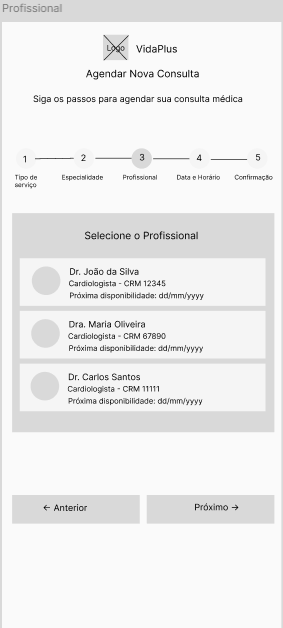 Profissional
Logo VidaPlus
Agendar Nova Consulta
Siga os passos para agendar sua consulta médica
1 2 3 4 5
Tipo de serviço Especialidade Profissional Data e Horário Confirmação
Selecione o Profissional
Dr. João da Silva
Cardiologista - CRM 12345
Próxima disponibilidade: dd/mm/yyyy
Dra. Maria Oliveira
Cardiologista - CRM 67890
Próxima disponibilidade: dd/mm/yyyy
Dr. Carlos Santos
Cardiologista - CRM 11111
Próxima disponibilidade: dd/mm/yyyy
← Anterior Próximo →